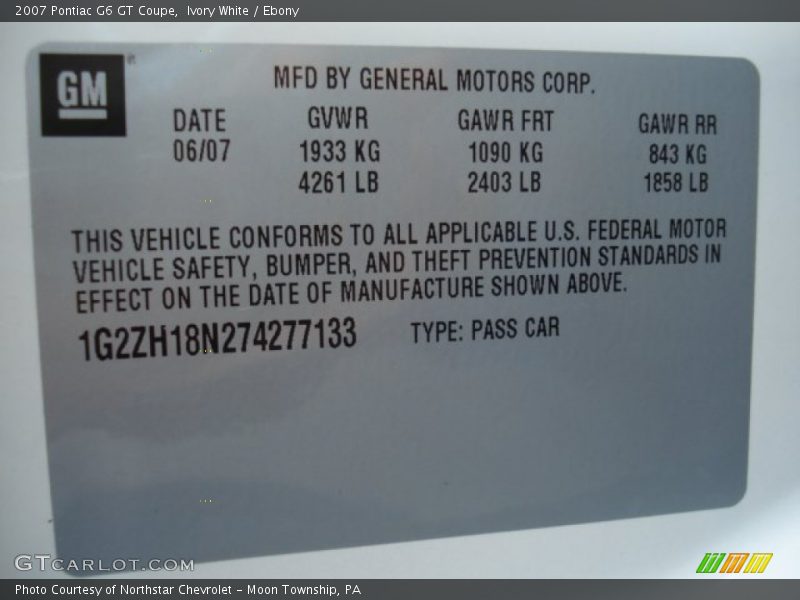 2007 Pontiac G6 GT Coupe,  Ivory White / Ebony
GM
MFD BY GENERAL MOTORS CORP.
DATE GVWR GAWR FRT GAWR RR
06/07 1933 KG 1090 KG 843 KG
4261 LB 2403 LB 1858 LB
THIS VEHICLE CONFORMS TO ALL APPLICABLE U.S. FEDERAL MOTOR
VEHICLE SAFETY, BUMPER, AND THEFT PREVENTION STANDARDS IN
EFFECT ON THE DATE OF MANUFACTURE SHOWN ABOVE.
1G2ZH18N274277133 TYPE: PASS CAR
GTCARLOT.COM
Photo Courtesy of Northstar Chevrolet - Moon Township, PA